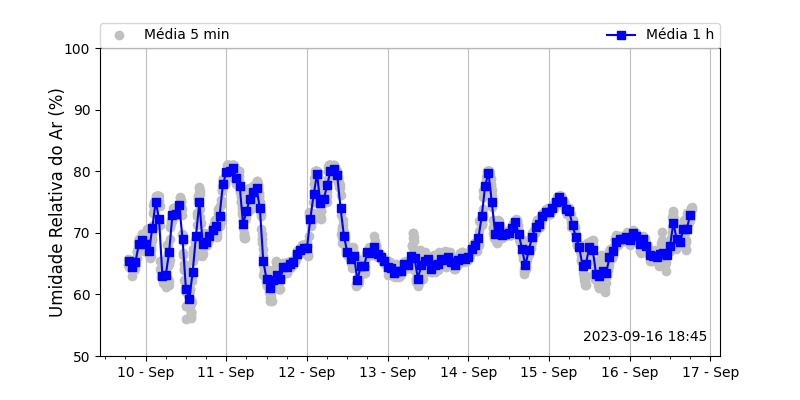 Média 5 min
Média 1 h
100
90
80
70
60
50
Umidade Relativa do Ar (%)
2023-09-16 18:45
10 - Sep
11 - Sep
12 - Sep
13 - Sep
14 - Sep
15 - Sep
16 - Sep
17 - Sep